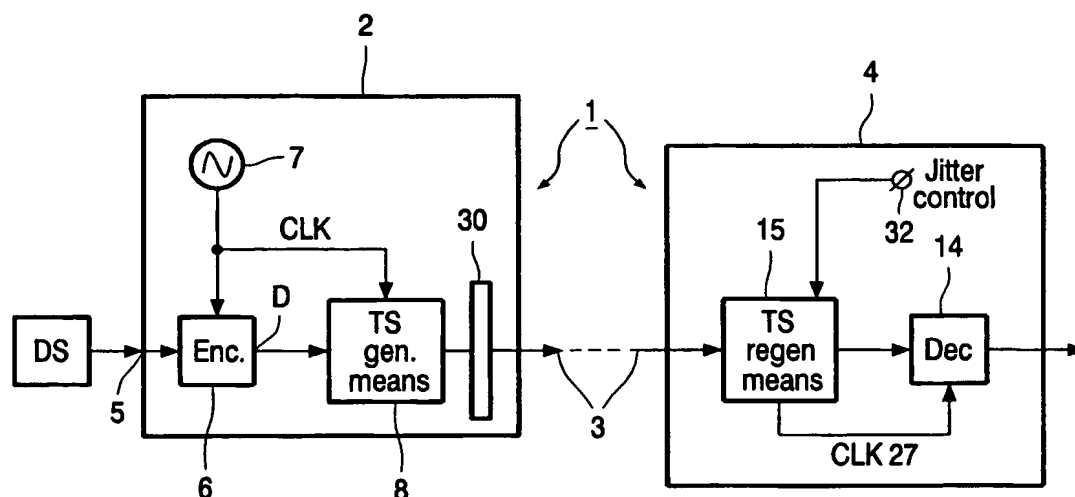 2
4
1
7
Jitter
control
32
CLK
30
15
14
D
DS
Enc.
TS
gen.
means
TS
regen
means
Dec
5
3
CLK 27
6
8